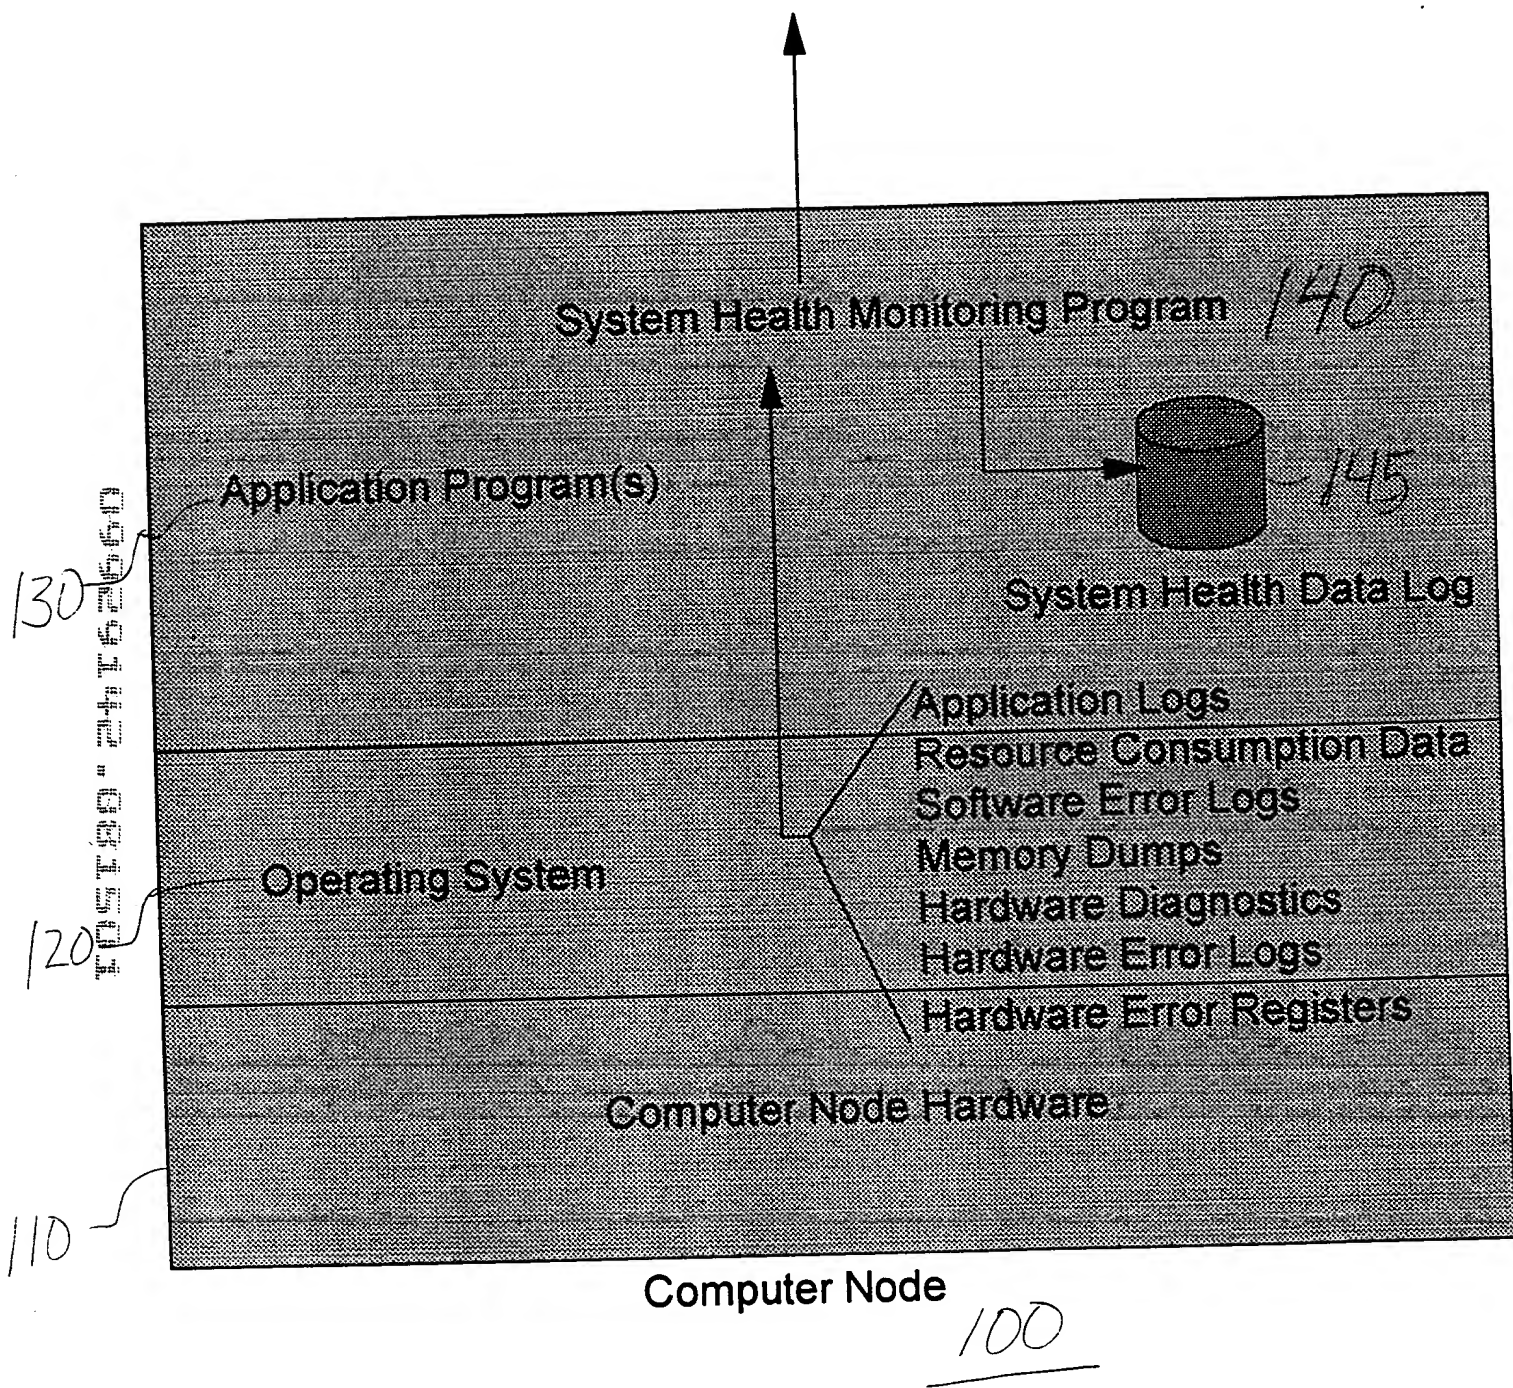 System Health Monitoring Program 140
Application Program(s)
145
130
System Health Data Log
Application Logs
Resource Consumption Data
Software Error Logs
Memory Dumps
Operating System
Hardware Diagnostics
120
Hardware Error Logs
Hardware Error Registers
Computer Node Hardware
110
Computer Node
100